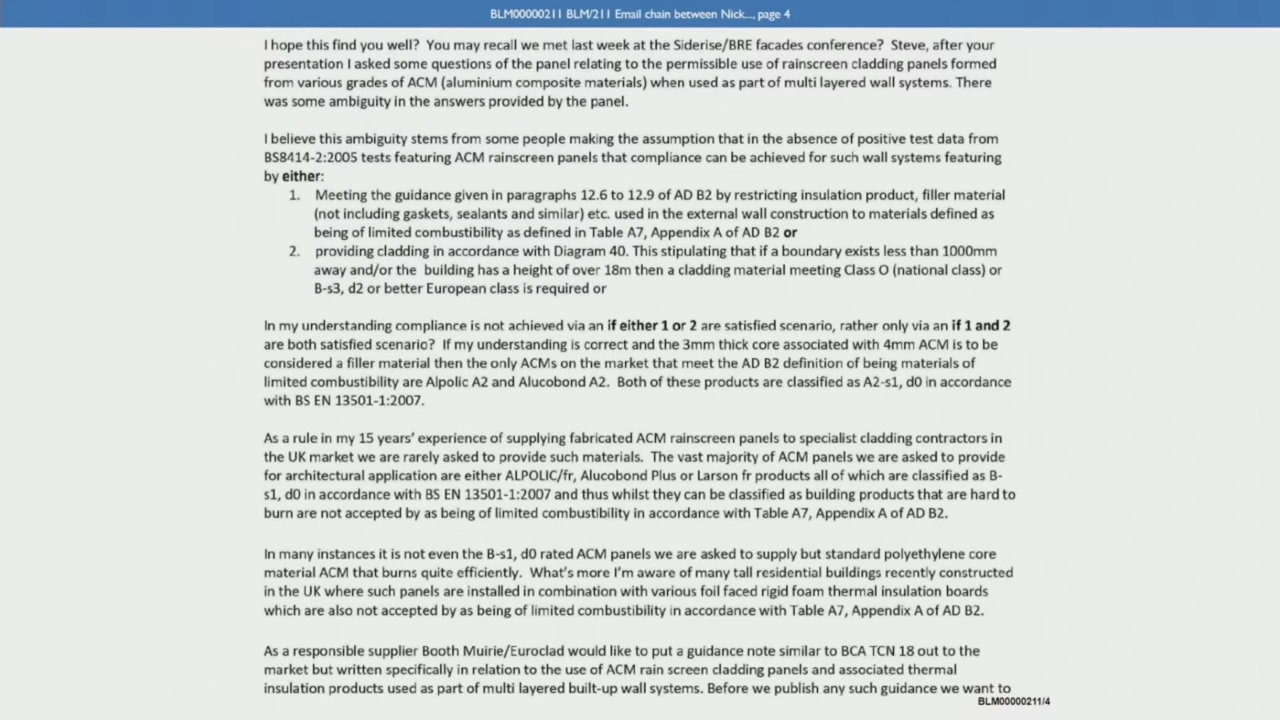 BLM00000211 BLM/211 Email chain between Nick..., page 4
I hope this find you well? You may recall we met last week at the Siderise/BRE facades conference? Steve, after your
presentation I asked some questions of the panel relating to the permissible use of rainscreen cladding panels formed
from various grades of ACM (aluminium composite materials) when used as part of multi layered wall systems. There
was some ambiguity in the answers provided by the panel.
I believe this ambiguity stems from some people making the assumption that in the absence of positive test data from
BS8414-2:2005 tests featuring ACM rainscreen panels that compliance can be achieved for such wall systems featuring
by either:
1. Meeting the guidance given in paragraphs 12.6 to 12.9 of AD B2 by restricting insulation product, filler material
(not including gaskets, sealants and similar) etc. used in the external wall construction to materials defined as
being of limited combustibility as defined in Table A7, Appendix A of AD B2 or
2. providing cladding in accordance with Diagram 40. This stipulating that if a boundary exists less than 1000mm
away and/or the building has a height of over 18m then a cladding material meeting Class O (national class) or
B-s3, d2 or better European class is required or
In my understanding compliance is not achieved via an if either 1 or 2 are satisfied scenario, rather only via an if 1 and 2
are both satisfied scenario? If my understanding is correct and the 3mm thick core associated with 4mm ACM is to be
considered a filler material then the only ACMs on the market that meet the AD B2 definition of being materials of
limited combustibility are Alpolic A2 and Alucobond A2. Both of these products are classified as A2-s1, d0 in accordance
with BS EN 13501-1:2007.
As a rule in my 15 years' experience of supplying fabricated ACM rainscreen panels to specialist cladding contractors in
the UK market we are rarely asked to provide such materials. The vast majority of ACM panels we are asked to provide
for architectural application are either ALPOLIC/fr, Alucobond Plus or Larson fr products all of which are classified as B-
s1, d0 in accordance with BS EN 13501-1:2007 and thus whilst they can be classified as building products that are hard to
burn are not accepted by as being of limited combustibility in accordance with Table A7, Appendix A of AD B2.
In many instances it is not even the B-s1, d0 rated ACM panels we are asked to supply but standard polyethylene core
material ACM that burns quite efficiently. What's more I'm aware of many tall residential buildings recently constructed
in the UK where such panels are installed in combination with various foil faced rigid foam thermal insulation boards
which are also not accepted by as being of limited combustibility in accordance with Table A7, Appendix A of AD B2.
As a responsible supplier Booth Muirie/Euroclad would like to put a guidance note similar to BCA TCN 18 out to the
market but written specifically in relation to the use of ACM rain screen cladding panels and associated thermal
insulation products used as part of multi layered built-up wall systems. Before we publish any such guidance we want to
BLM00000211/4